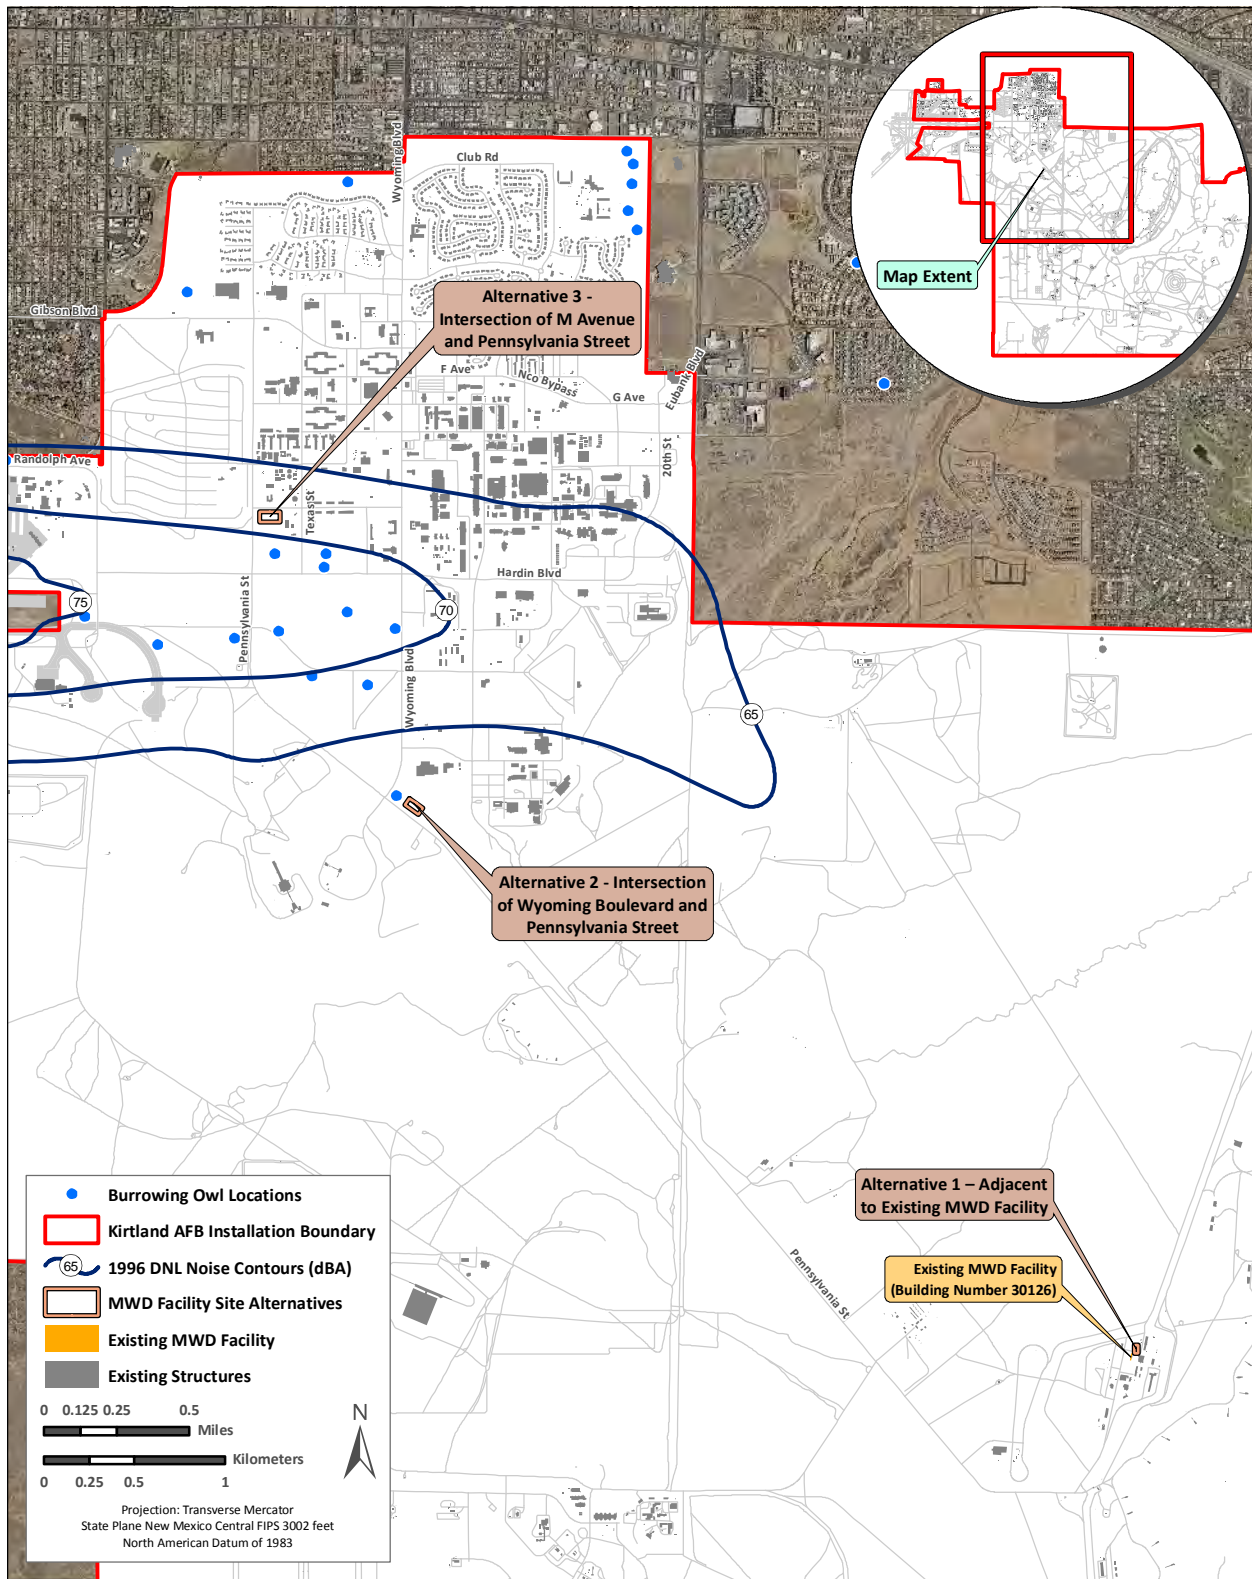 Club Rd
Wyoming Blvd
Map Extent
Gibson Blvd
Alternative 3 -
Intersection of M Avenue
and Pennsylvania Street
F Ave
Nco Bypass
G Ave
Eubank Blvd
Randolph Ave
20th St
Texas St
Hardin Blvd
Pennsylvania St
75
70
Wyoming Blvd
65
Alternative 2 - Intersection
of Wyoming Boulevard and
Pennsylvania Street
Alternative 1 – Adjacent
to Existing MWD Facility
Pennsylvania St
Existing MWD Facility
(Building Number 30126)
Burrowing Owl Locations
Kirtland AFB Installation Boundary
65 1996 DNL Noise Contours (dBA)
MWD Facility Site Alternatives
Existing MWD Facility
Existing Structures
0 0.125 0.25 0.5
Miles
Kilometers
0 0.25 0.5 1
N
Projection: Transverse Mercator
State Plane New Mexico Central FIPS 3002 feet
North American Datum of 1983